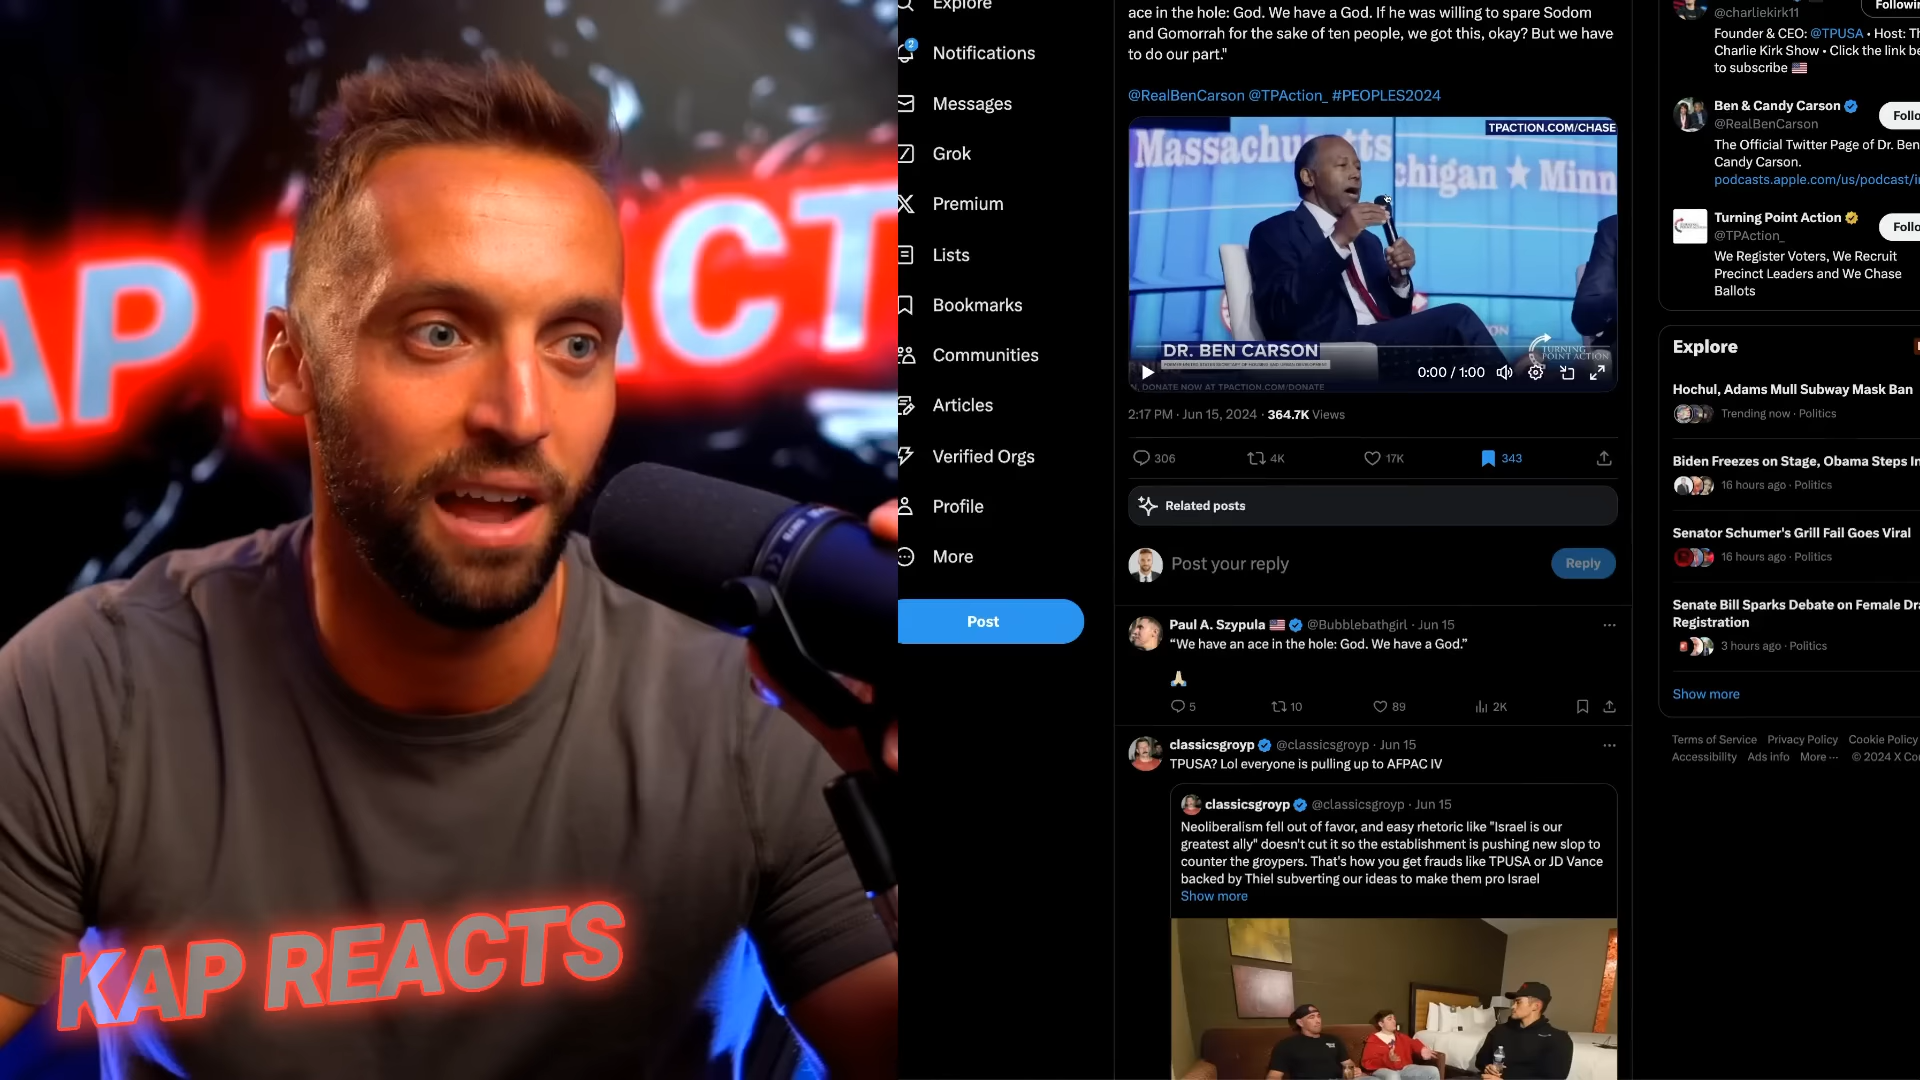 AP REACT
KAP REACTS
Explore
Notifications
2
Messages
Grok
Premium
Lists
Bookmarks
Communities
Articles
Verified Orgs
Profile
More
Post
ace in the hole: God. We have a God. If he was willing to spare Sodom
and Gomorrah for the sake of ten people, we got this, okay? But we have
to do our part."
@RealBenCarson @TPAction_ #PEOPLES2024
TPACTION.COM/CHASE
Massachusetts
chigan ★ Minn
DR. BEN CARSON
TURNING
POINT ACTION
, DONATE NOW AT TPACTION.COM/DONATE
0:00 / 1:00
2:17 PM · Jun 15, 2024 · 364.7K Views
306 4K 17K 343
Related posts
Post your reply
Reply
Paul A. Szypula 🇺🇸 @Bubblebathgirl · Jun 15
“We have an ace in the hole: God. We have a God.”
🙏🏻
5 10 89 2K
classicsgroyp @classicsgroyp · Jun 15
TPUSA? Lol everyone is pulling up to AFPAC IV
classicsgroyp @classicsgroyp · Jun 15
Neoliberalism fell out of favor, and easy rhetoric like "Israel is our
greatest ally" doesn't cut it so the establishment is pushing new slop to
counter the groypers. That's how you get frauds like TPUSA or JD Vance
backed by Thiel subverting our ideas to make them pro Israel
Show more
@charliekirk11
Followin
Founder & CEO: @TPUSA • Host: Th
Charlie Kirk Show • Click the link be
to subscribe 🇺🇸
Ben & Candy Carson
@RealBenCarson
Follo
The Official Twitter Page of Dr. Ben
Candy Carson.
podcasts.apple.com/us/podcast/i
Turning Point Action
@TPAction_
Follo
We Register Voters, We Recruit
Precinct Leaders and We Chase
Ballots
Explore
Hochul, Adams Mull Subway Mask Ban
Trending now · Politics
Biden Freezes on Stage, Obama Steps In
16 hours ago · Politics
Senator Schumer's Grill Fail Goes Viral
16 hours ago · Politics
Senate Bill Sparks Debate on Female Dra
Registration
3 hours ago · Politics
Show more
Terms of Service Privacy Policy Cookie Policy
Accessibility Ads info More ··· © 2024 X Co